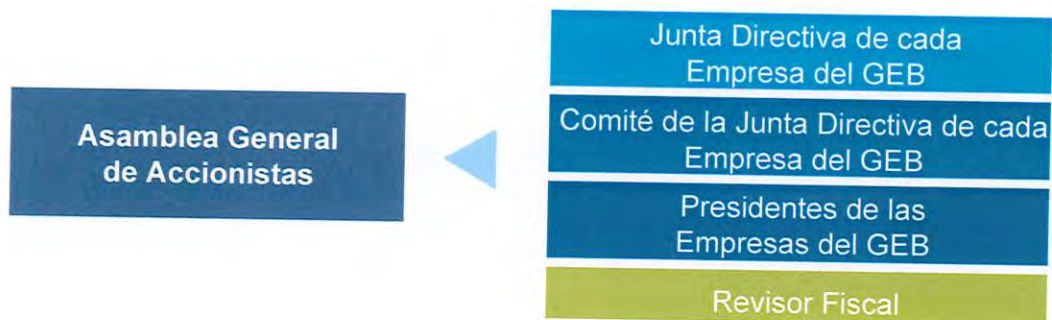 Asamblea General
de Accionistas
Junta Directiva de cada
Empresa del GEB
Comité de la Junta Directiva de cada
Empresa del GEB
Presidentes de las
Empresas del GEB
Revisor Fiscal